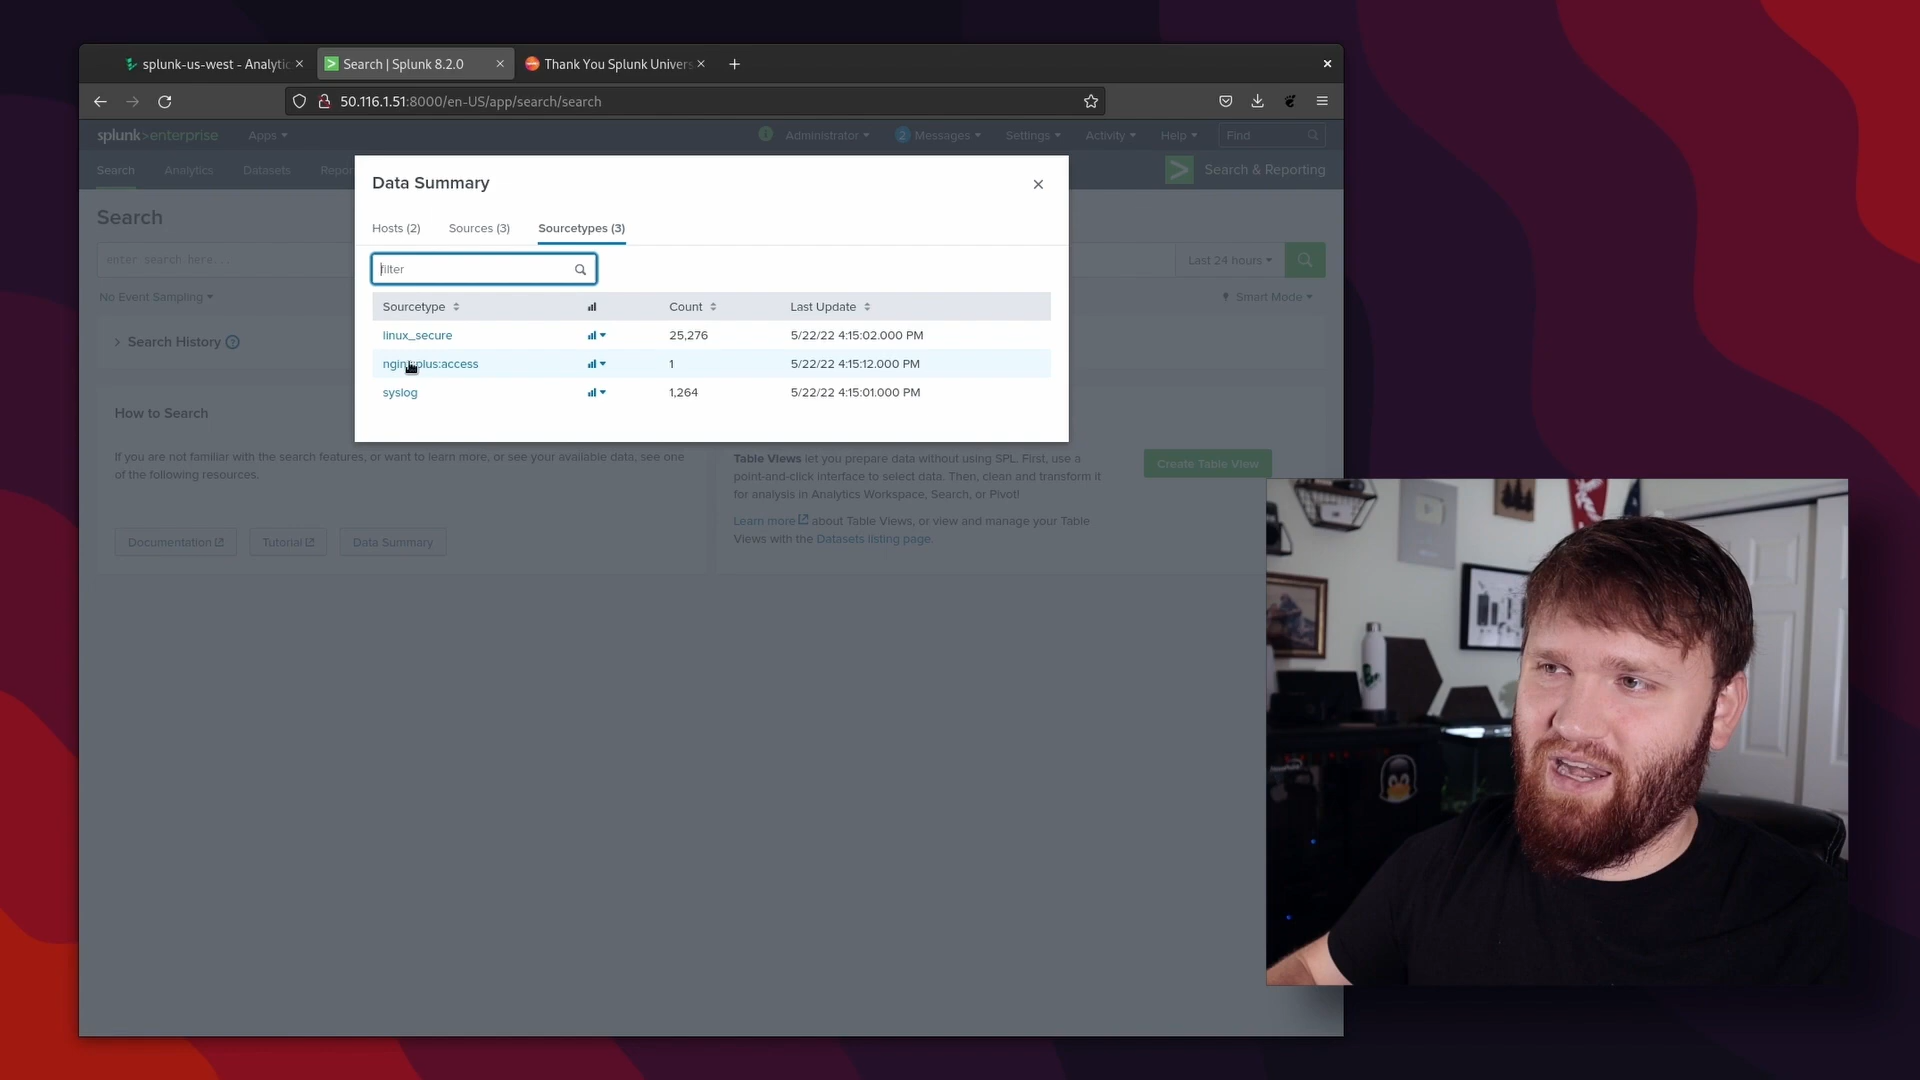 splunk-us-west - Analytic
Search | Splunk 8.2.0
Thank You Splunk Univers
50.116.1.51:8000/en-US/app/search/search
splunk>enterprise
Apps
i
Administrator
2
Messages
Settings
Activity
Help
Find
Search
Analytics
Datasets
Repo
Search & Reporting
Search
enter search here...
Last 24 hours
No Event Sampling
Smart Mode
Search History ?
Data Summary
Hosts (2)
Sources (3)
Sourcetypes (3)
filter
Sourcetype
Count
Last Update
linux_secure
25,276
5/22/22 4:15:02.000 PM
nginx:plus:access
1
5/22/22 4:15:12.000 PM
syslog
1,264
5/22/22 4:15:01.000 PM
How to Search
If you are not familiar with the search features, or want to learn more, or see your available data, see one
of the following resources.
Documentation
Tutorial
Data Summary
Table Views let you prepare data without using SPL. First, use a
point-and-click interface to select data. Then, clean and transform it
for analysis in Analytics Workspace, Search, or Pivot!
Learn more about Table Views, or view and manage your Table
Views with the Datasets listing page.
Create Table View